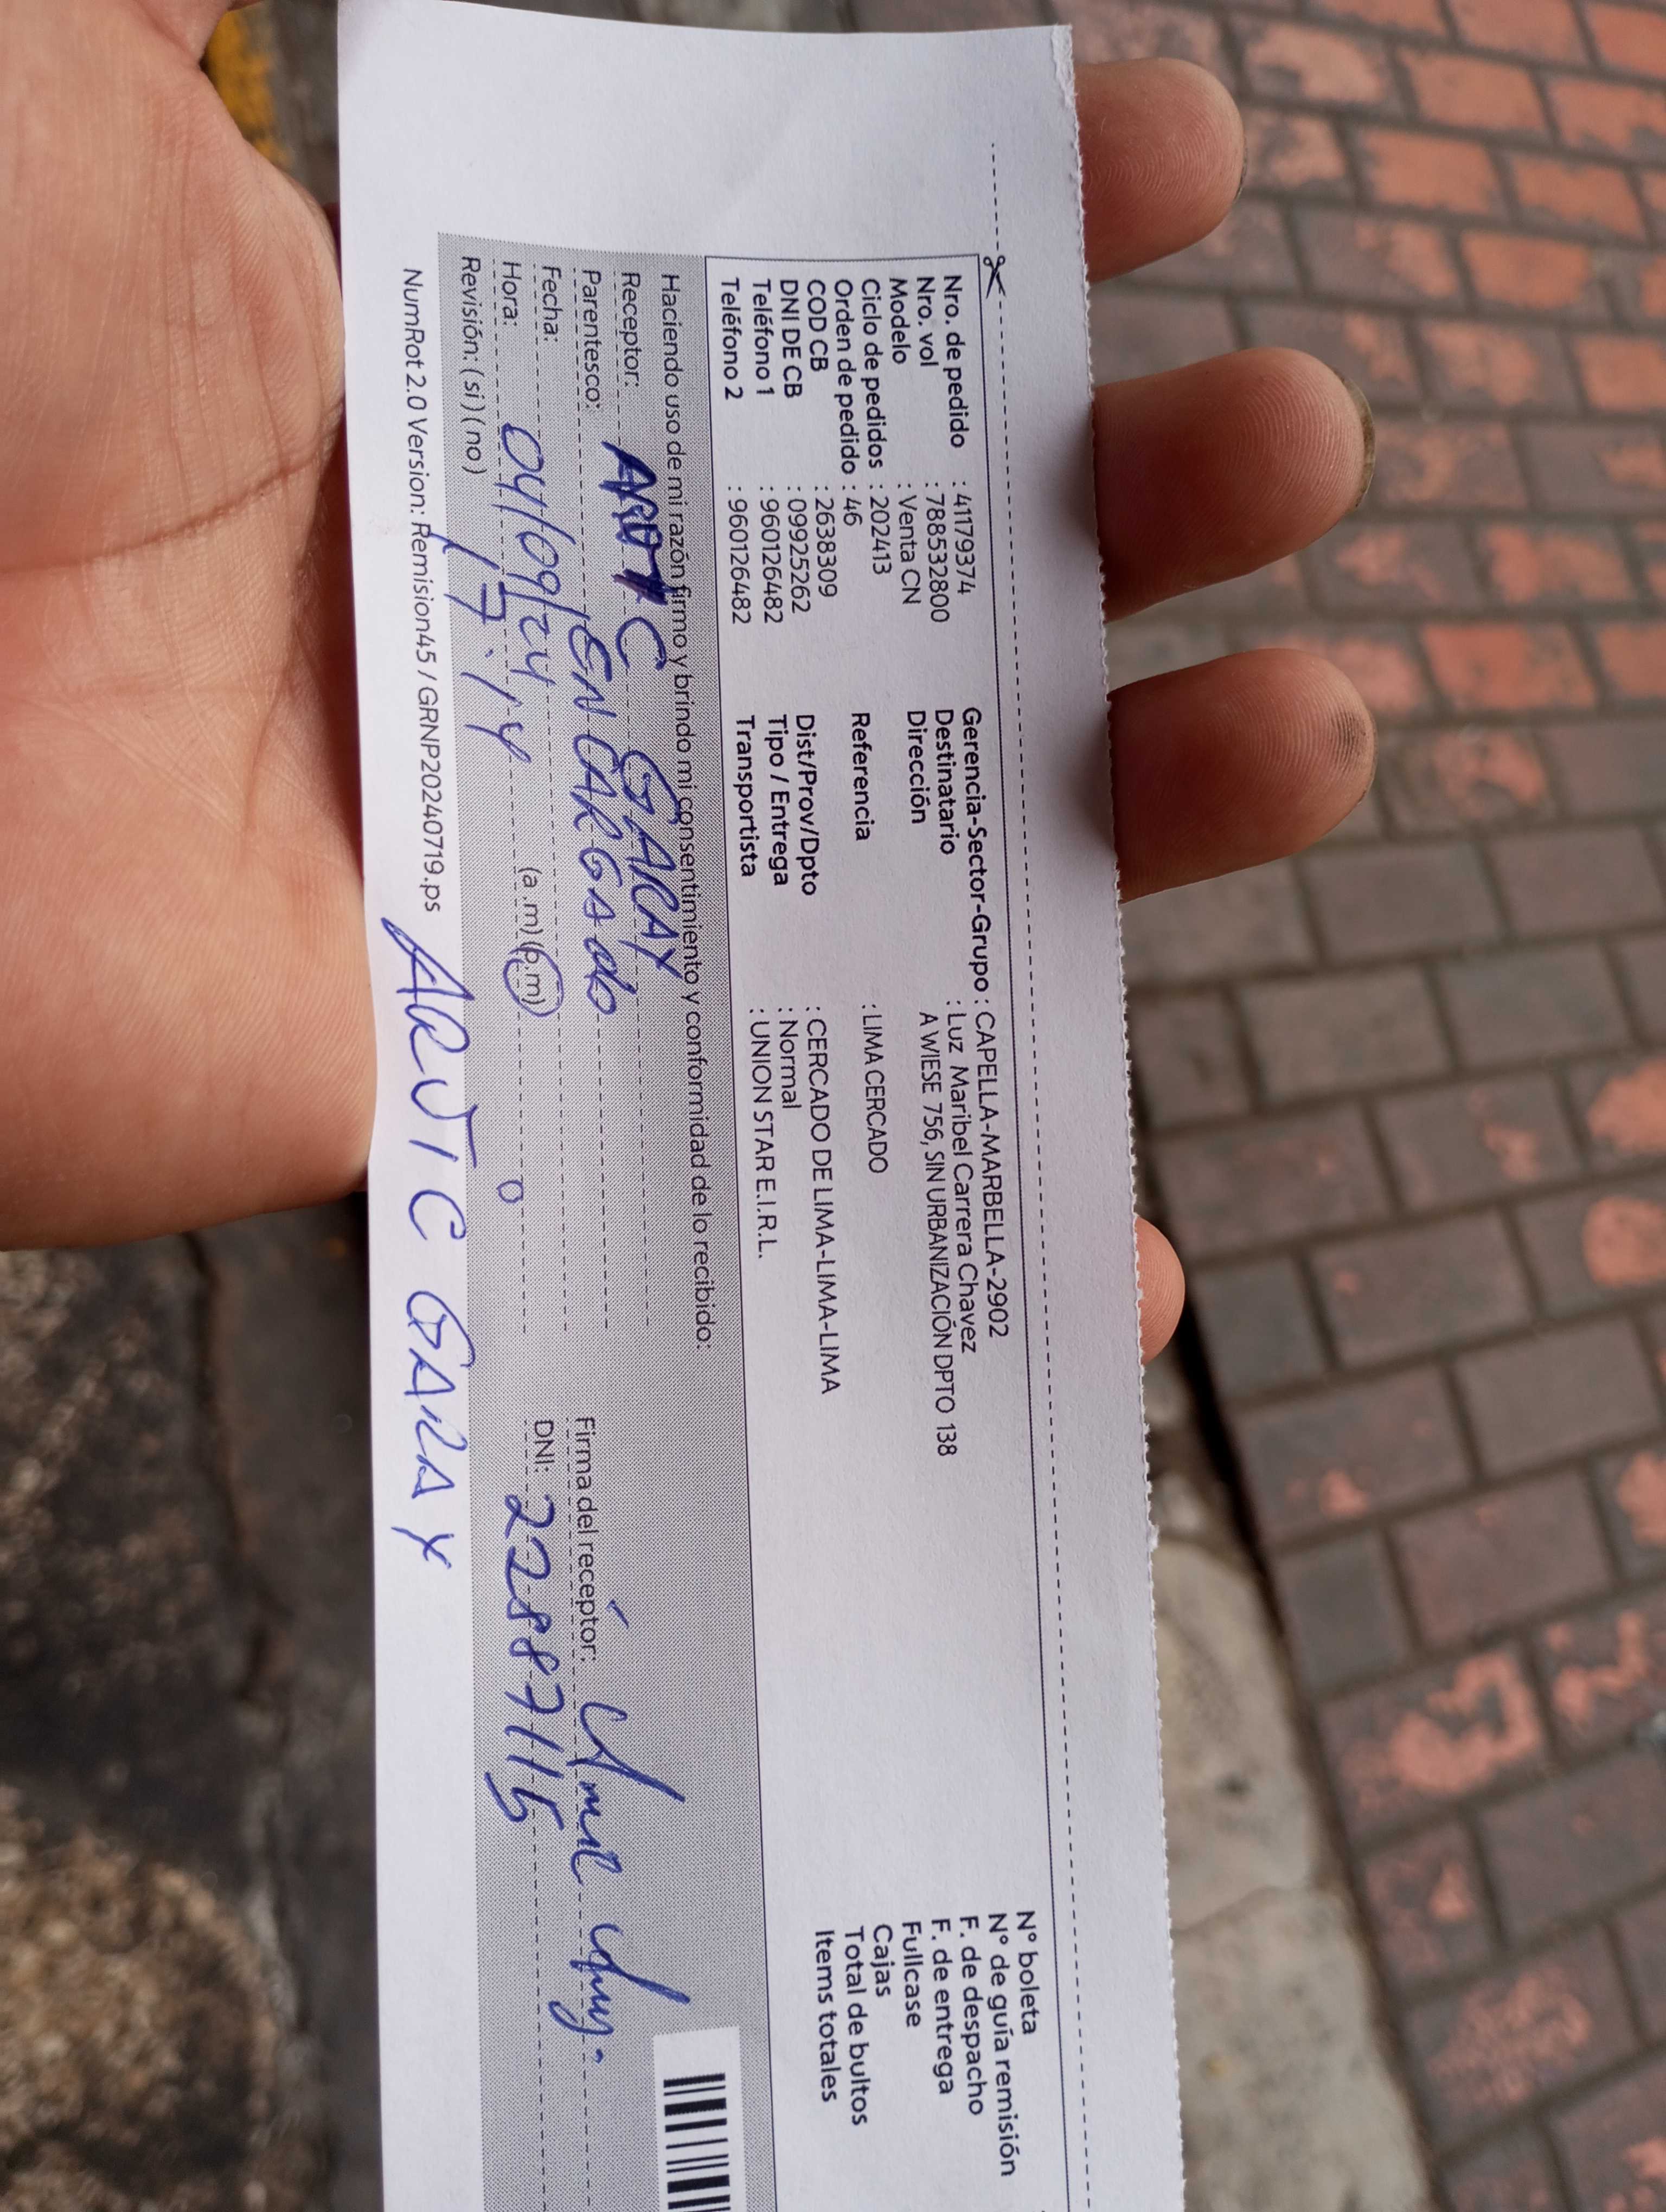 Nro. de pedido : 41179374
Nro. vol : 788532800
Modelo : Venta CN
Ciclo de pedidos : 202413
Orden de pedido : 46
COD CB : 2638309
DNI DE CB : 09925262
Teléfono 1 : 960126482
Teléfono 2 : 960126482
Gerencia-Sector-Grupo : CAPELLA-MARBELLA-2902
Destinatario : Luz Maribel Carrera Chavez
Dirección A WIESE 756, SIN URBANIZACIÓN DPTO 138
Referencia : LIMA CERCADO
Dist/Prov/Dpto : CERCADO DE LIMA-LIMA-LIMA
Tipo / Entrega : Normal
Transportista : UNION STAR E.I.R.L.
N° boleta
N° de guía remisión
F. de despacho
F. de entrega
Fullcase
Cajas
Total de bultos
Items totales
Haciendo uso de mi razón firmo y brindo mi consentimiento y conformidad de lo recibido:
Receptor: C GARAY
Parentesco: ENCARGADO
Fecha: 04/09/24
Hora: 17:14 (a.m) (p.m)
Revisión: (si) (no)
Firma del receptor:
DNI: 22887115
NumRot 2.0 Version: Remision45 / GRNP20240719.ps
ARJTIC GARAY